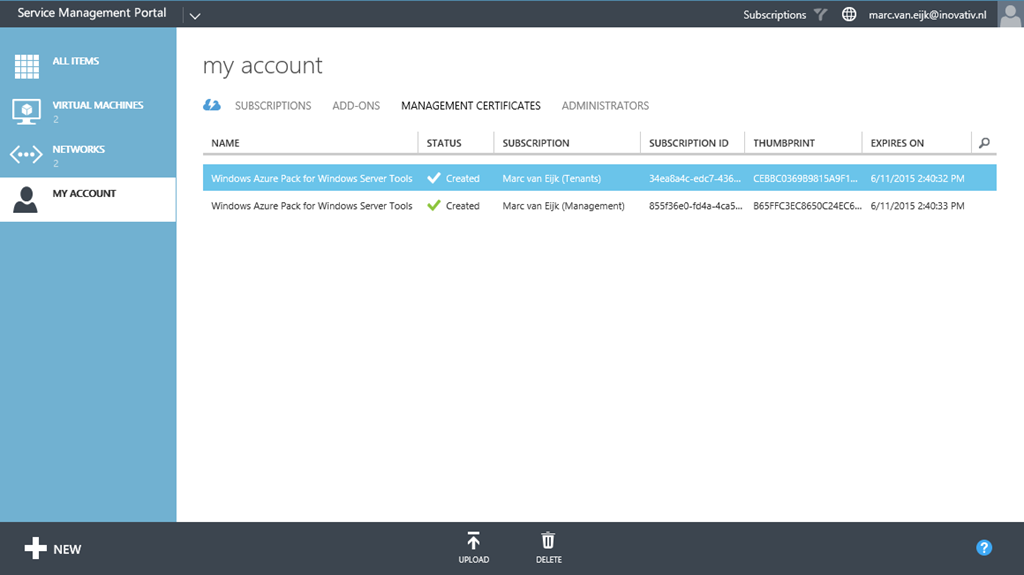 Service Management Portal
Subscriptions marc.van.eijk@inovativ.nl
ALL ITEMS
VIRTUAL MACHINES
2
NETWORKS
2
MY ACCOUNT
my account
SUBSCRIPTIONS ADD-ONS MANAGEMENT CERTIFICATES ADMINISTRATORS
NAME STATUS SUBSCRIPTION SUBSCRIPTION ID THUMBPRINT EXPIRES ON
Windows Azure Pack for Windows Server Tools Created Marc van Eijk (Tenants) 34ea8a4c-edc7-436... CEBBC036989815A9F1... 6/11/2015 2:40:32 PM
Windows Azure Pack for Windows Server Tools Created Marc van Eijk (Management) 855f36e0-fd4a-4ca5... B65FFC3EC8650C24EC6... 6/11/2015 2:40:33 PM
NEW
UPLOAD
DELETE
?